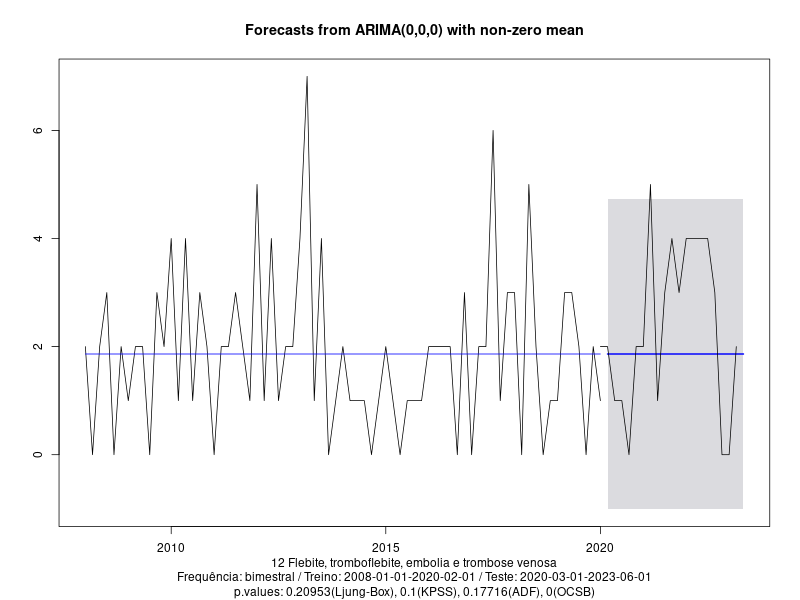 Forecasts from ARIMA(0,0,0) with non-zero mean
6
4
2
0
2010 2015 2020
12 Flebite, tromboflebite, embolia e trombose venosa
Frequência: bimestral / Treino: 2008-01-01-2020-02-01 / Teste: 2020-03-01-2023-06-01
p.values: 0.20953(Ljung-Box), 0.1(KPSS), 0.17716(ADF), 0(OCSB)